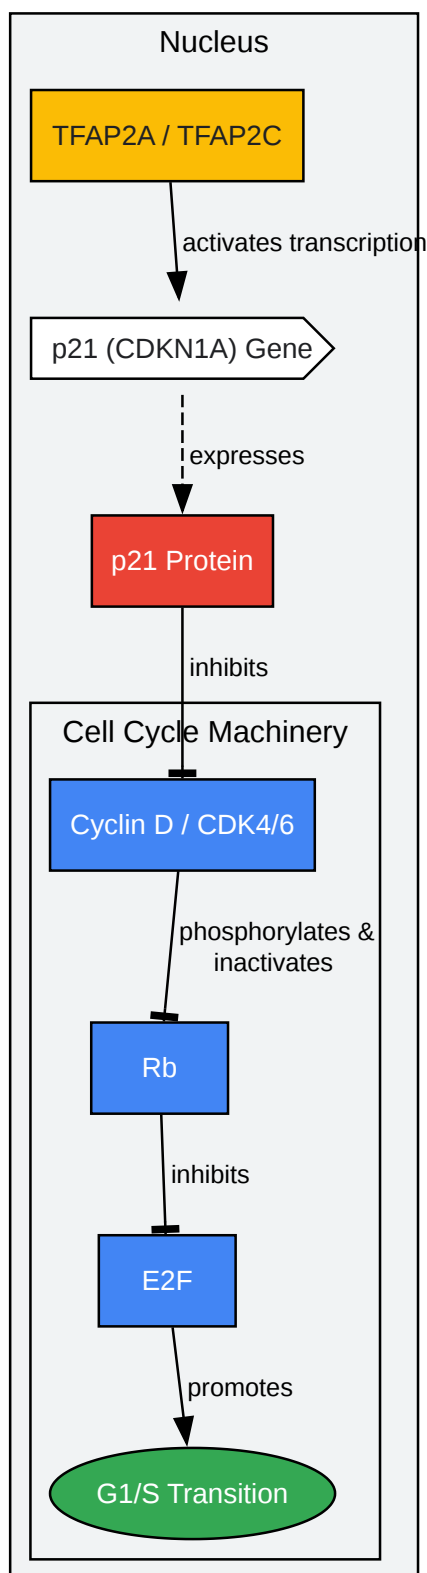 Nucleus
TFAP2A / TFAP2C
activates transcription
p21 (CDKN1A) Gene
expresses
p21 Protein
inhibits
Cell Cycle Machinery
Cyclin D / CDK4/6
phosphorylates &
inactivates
Rb
inhibits
E2F
promotes
G1/S Transition